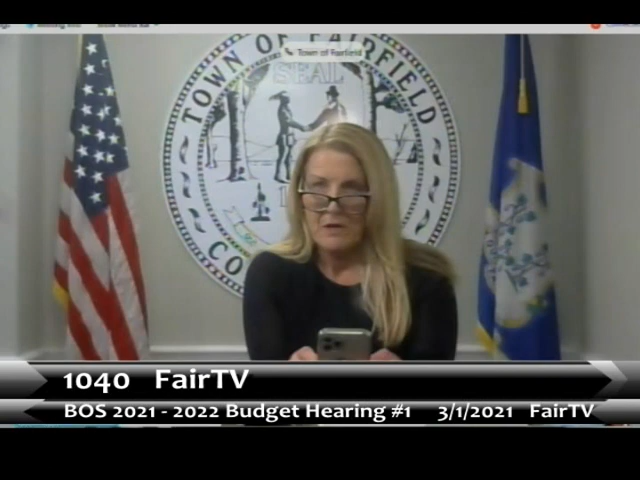 Town of Fairfield
TOWN OF FAIRFIELD
SEAL
CO
1040 FairTV
BOS 2021 - 2022 Budget Hearing #1 3/1/2021 FairTV